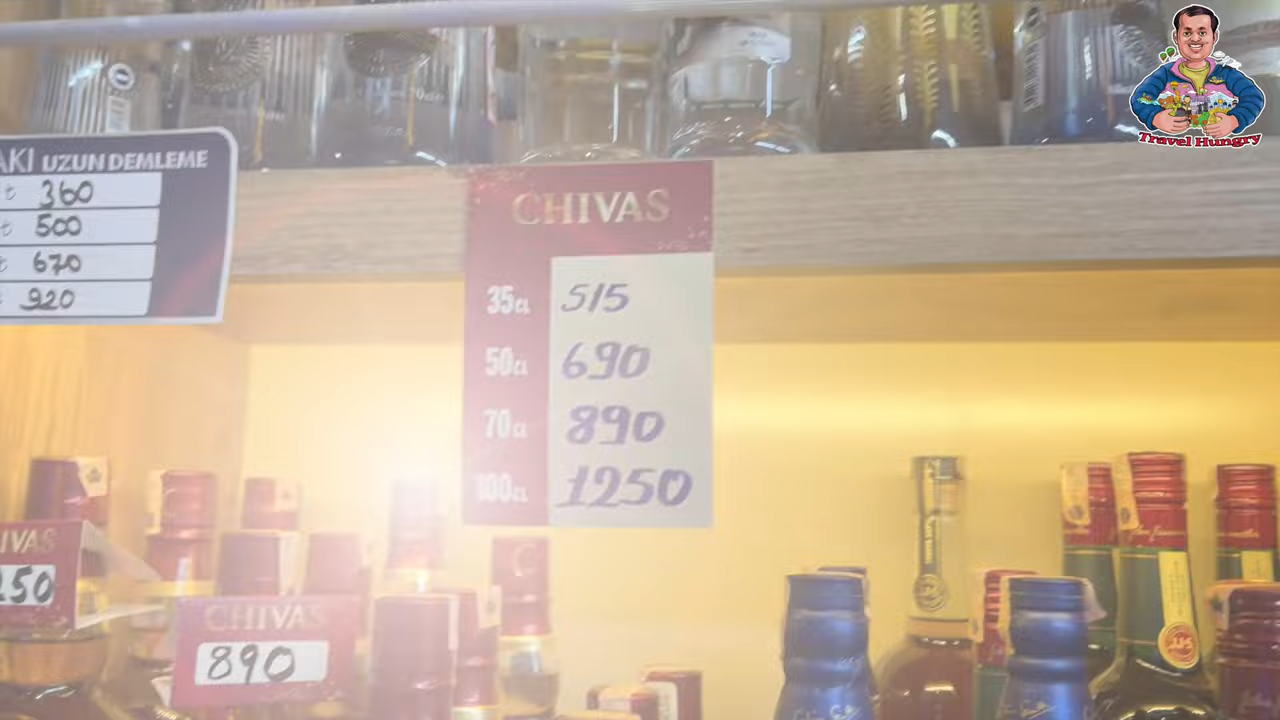 Travel Hungry
AKI UZUN DEMLEME
₺ 360
₺ 500
₺ 670
₺ 920
CHIVAS
35CL 515
50CL 690
70CL 890
100CL 1250
IVAS
250
CHIVAS
890